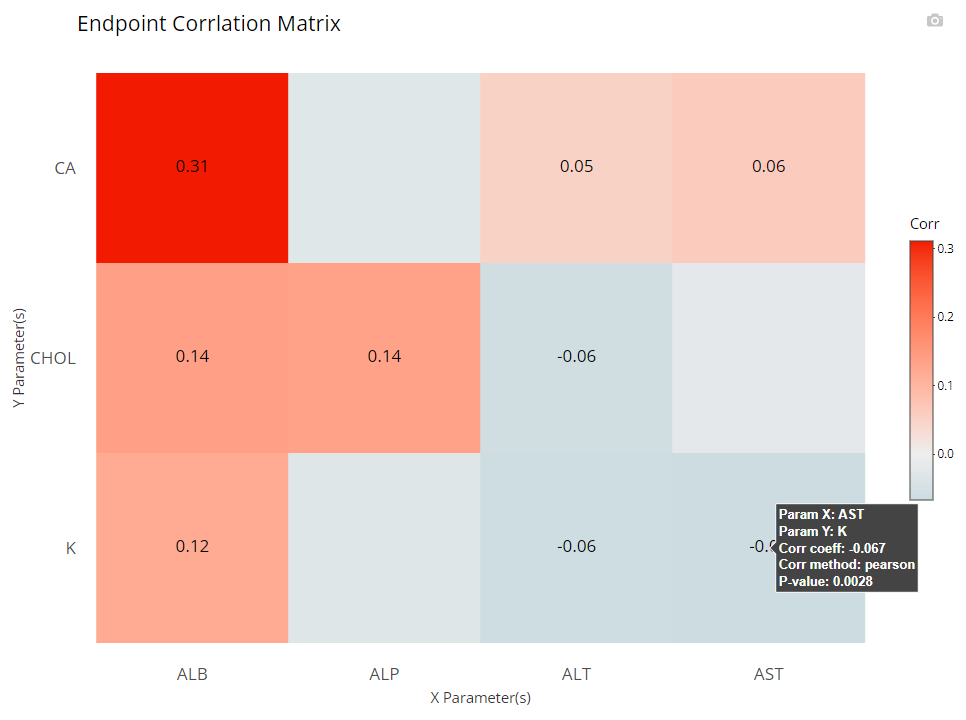 Endpoint Corrlation Matrix
CA
0.31
0.05
0.06
Corr
0.3
0.2
0.1
0.0
Y Parameter(s)
CHOL
0.14
0.14
-0.06
K
0.12
-0.06
Param X: AST
Param Y: K
Corr coeff: -0.067
Corr method: pearson
P-value: 0.0028
ALB
ALP
ALT
AST
X Parameter(s)